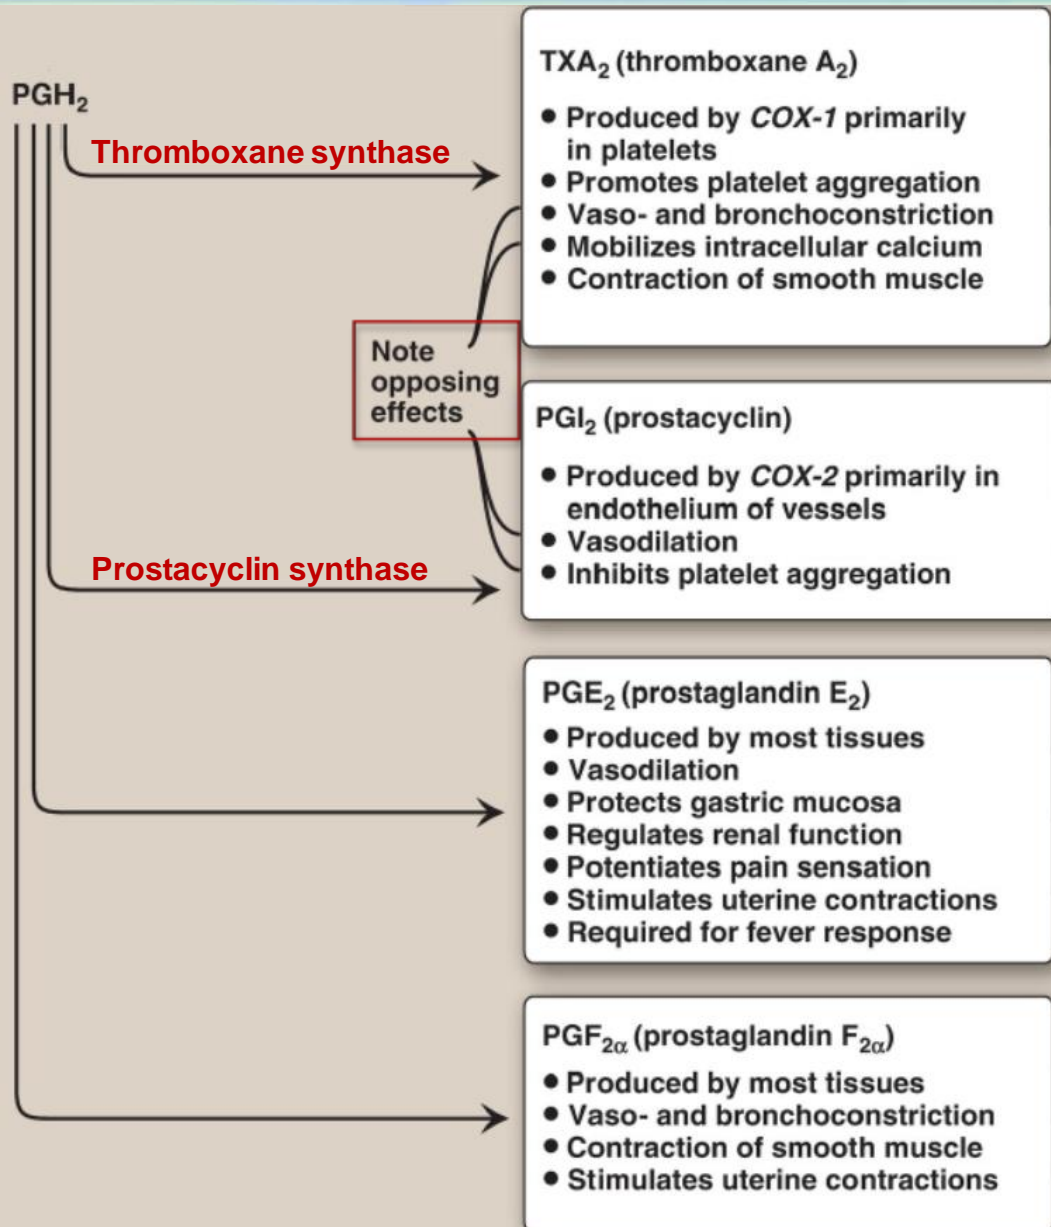 PGH₂
Thromboxane synthase
TXA₂ (thromboxane A₂)
● Produced by COX-1 primarily
in platelets
● Promotes platelet aggregation
● Vaso- and bronchoconstriction
● Mobilizes intracellular calcium
● Contraction of smooth muscle
Note
opposing
effects
Prostacyclin synthase
PGI₂ (prostacyclin)
● Produced by COX-2 primarily in
endothelium of vessels
● Vasodilation
● Inhibits platelet aggregation
PGE₂ (prostaglandin E₂)
● Produced by most tissues
● Vasodilation
● Protects gastric mucosa
● Regulates renal function
● Potentiates pain sensation
● Stimulates uterine contractions
● Required for fever response
PGF₂α (prostaglandin F₂α)
● Produced by most tissues
● Vaso- and bronchoconstriction
● Contraction of smooth muscle
● Stimulates uterine contractions